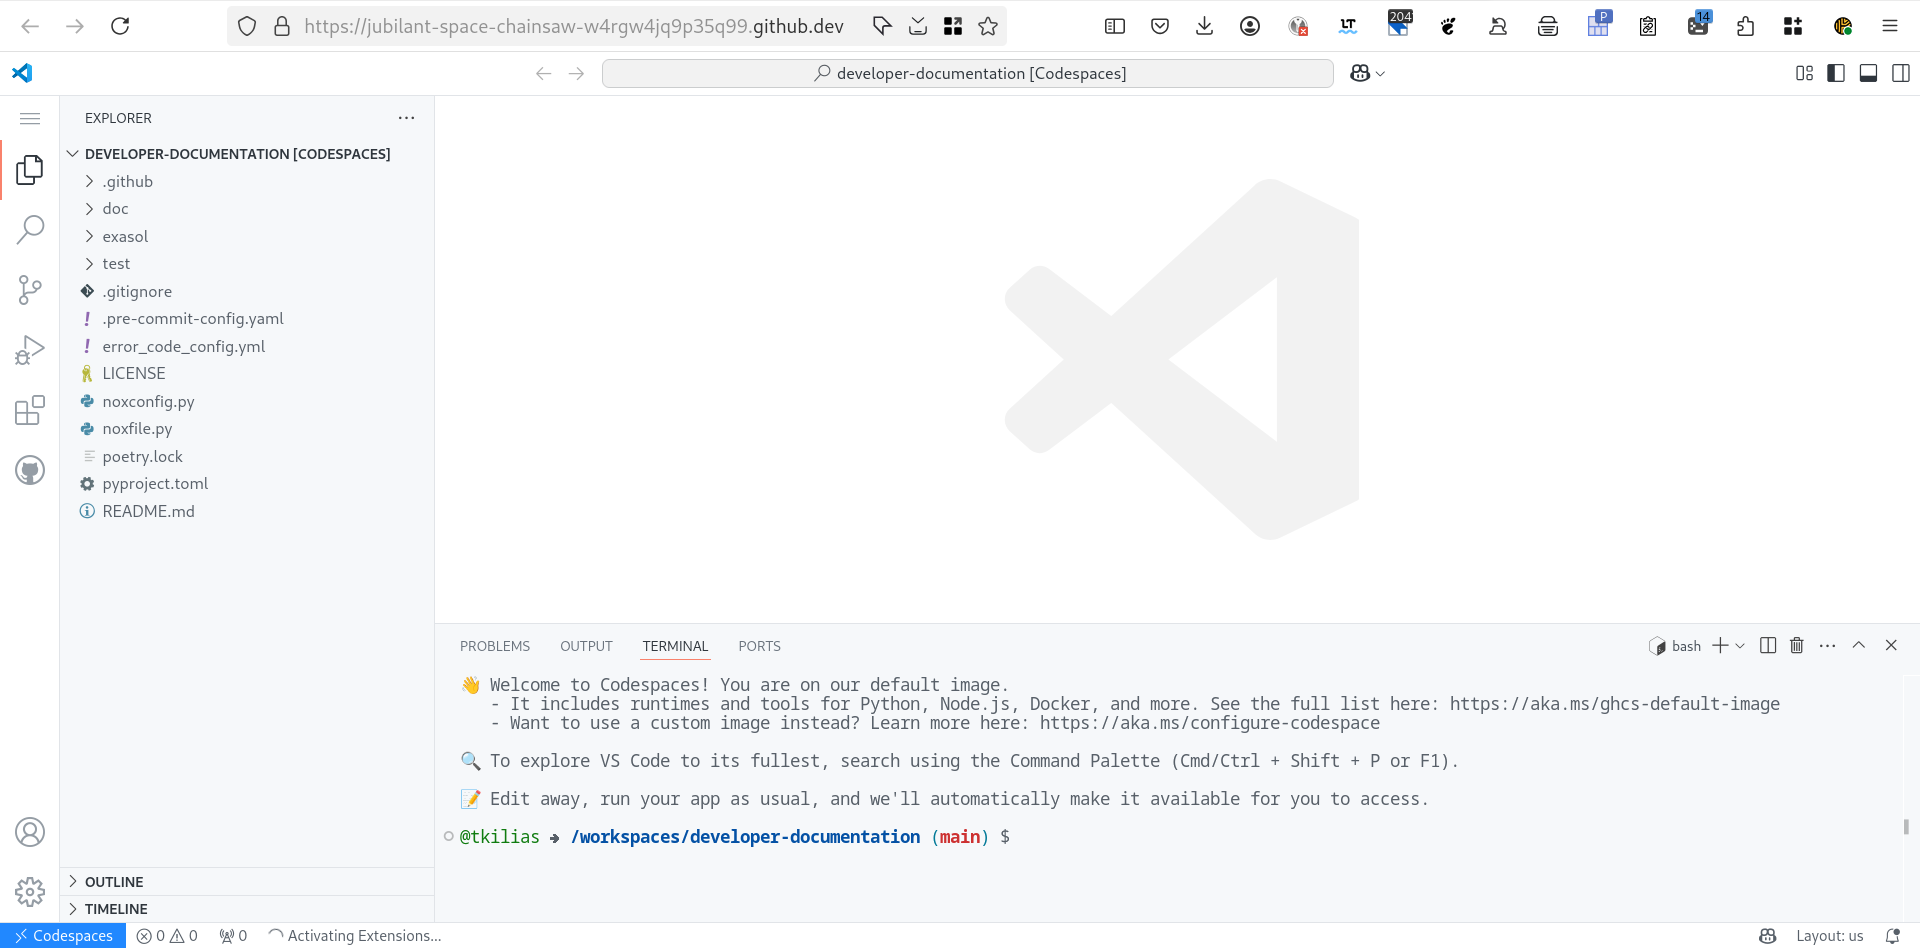 https://jubilant-space-chainsaw-w4rgw4jq9p35q99.github.dev
LT
204
P
14
developer-documentation [Codespaces]
EXPLORER
DEVELOPER-DOCUMENTATION [CODESPACES]
.github
doc
exasol
test
.gitignore
.pre-commit-config.yaml
error_code_config.yml
LICENSE
noxconfig.py
noxfile.py
poetry.lock
pyproject.toml
README.md
OUTLINE
TIMELINE
PROBLEMS OUTPUT TERMINAL PORTS
bash
👋 Welcome to Codespaces! You are on our default image.
- It includes runtimes and tools for Python, Node.js, Docker, and more. See the full list here: https://aka.ms/ghcs-default-image
- Want to use a custom image instead? Learn more here: https://aka.ms/configure-codespace
🔍 To explore VS Code to its fullest, search using the Command Palette (Cmd/Ctrl + Shift + P or F1).
📝 Edit away, run your app as usual, and we'll automatically make it available for you to access.
@tkilias ➜ /workspaces/developer-documentation (main) $
Codespaces 0 0 0 Activating Extensions... Layout: us